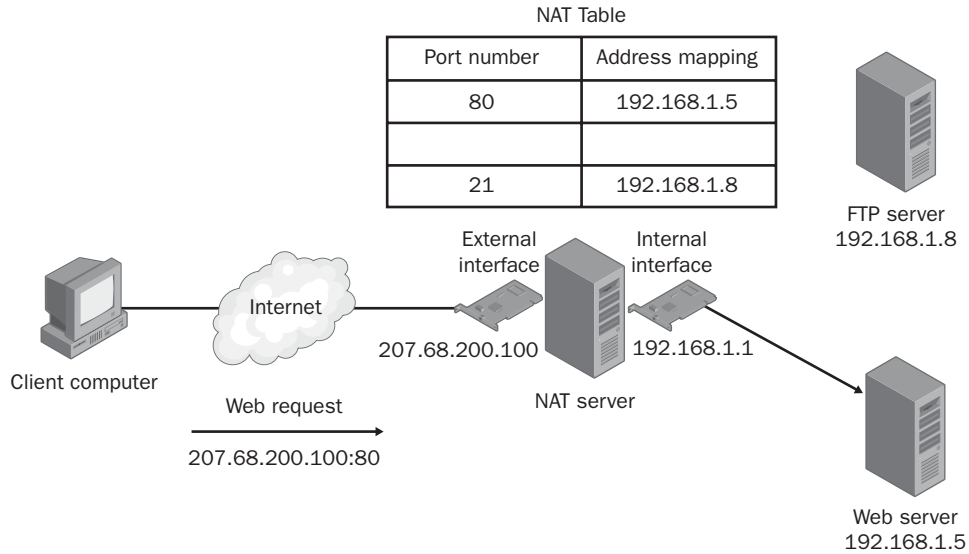 NAT Table
Port number Address mapping
80 192.168.1.5
21 192.168.1.8
FTP server
192.168.1.8
External
interface
Internal
interface
Internet
207.68.200.100
192.168.1.1
Client computer
NAT server
Web request
207.68.200.100:80
Web server
192.168.1.5